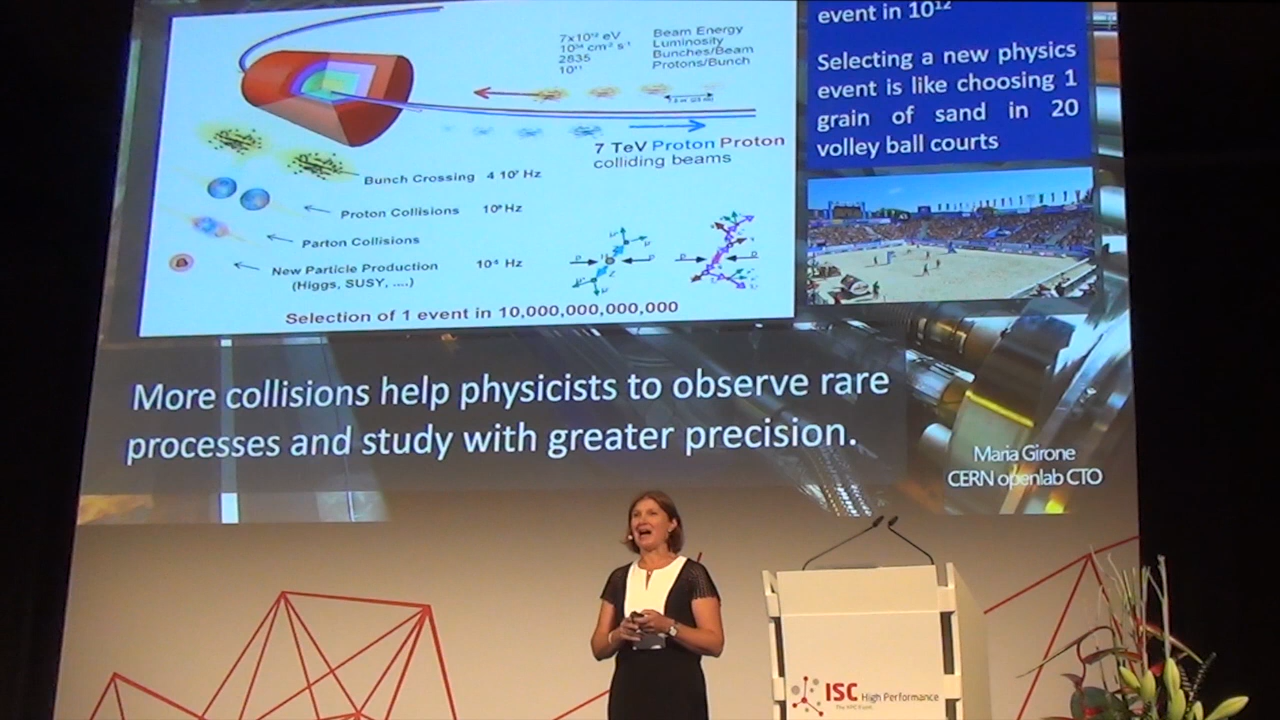 7x10¹² eV Beam Energy
10³⁴ cm⁻² s⁻¹ Luminosity
2835 Bunches/Beam
10¹¹ Protons/Bunch
7 TeV Proton Proton
colliding beams
Bunch Crossing 4 10⁷ Hz
Proton Collisions 10⁹ Hz
Parton Collisions
New Particle Production 10⁻⁵ Hz
(Higgs, SUSY, ....)
Selection of 1 event in 10,000,000,000,000
event in 10¹²
Selecting a new physics
event is like choosing 1
grain of sand in 20
volley ball courts
More collisions help physicists to observe rare
processes and study with greater precision.
Maria Girone
CERN openlab CTO
ISC High Performance
The HPC Event.